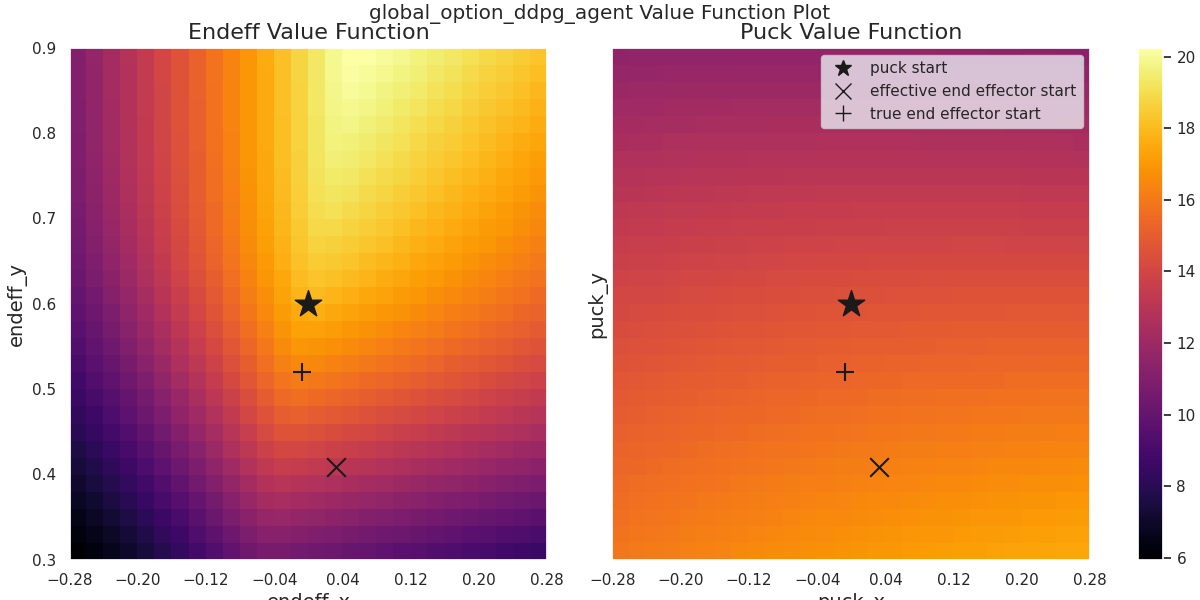 global_option_ddpg_agent Value Function Plot
Endeff Value Function
Puck Value Function
puck start
effective end effector start
true end effector start
endeff_y
0.9
0.8
0.7
0.6
0.5
0.4
0.3
−0.28 −0.20 −0.12 −0.04 0.04 0.12 0.20 0.28
endeff_x
puck_y
−0.28 −0.20 −0.12 −0.04 0.04 0.12 0.20 0.28
puck_x
20
18
16
14
12
10
8
6